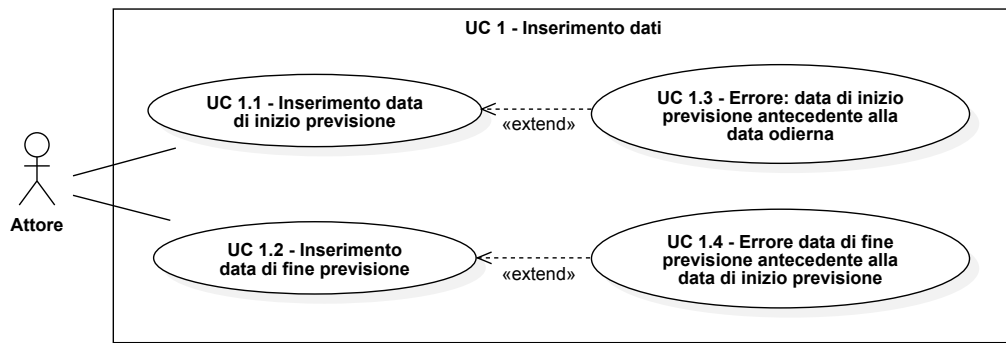 UC 1 - Inserimento dati
UC 1.1 - Inserimento data
di inizio previsione
«extend»
UC 1.3 - Errore: data di inizio
previsione antecedente alla
data odierna
Attore
UC 1.2 - Inserimento
data di fine previsione
«extend»
UC 1.4 - Errore data di fine
previsione antecedente alla
data di inizio previsione